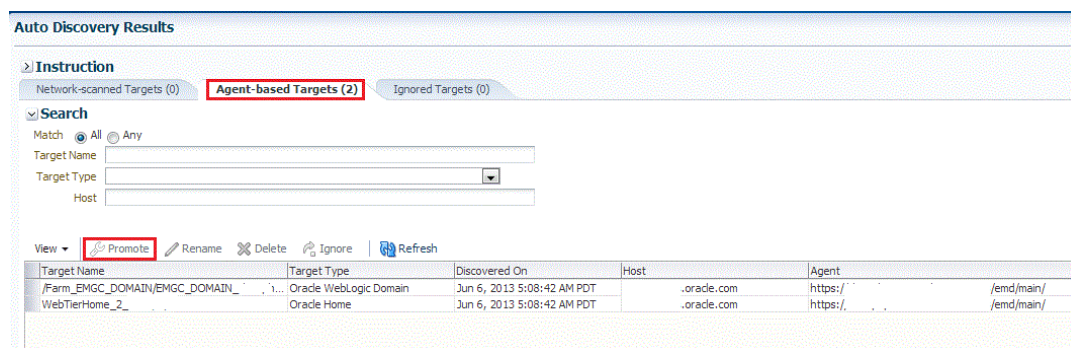 Auto Discovery Results
Instruction
Network-scanned Targets (0) Agent-based Targets (2) Ignored Targets (0)
Search
Match All Any
Target Name
Target Type
Host
View Promote Rename Delete Ignore Refresh
Target Name Target Type Discovered On Host Agent
/Farm_EMGC_DOMAIN/EMGC_DOMAIN_ ... Oracle WebLogic Domain Jun 6, 2013 5:08:42 AM PDT .oracle.com https:/ /emd/main/
WebTierHome_2_ Oracle Home Jun 6, 2013 5:08:42 AM PDT .oracle.com https:/ /emd/main/